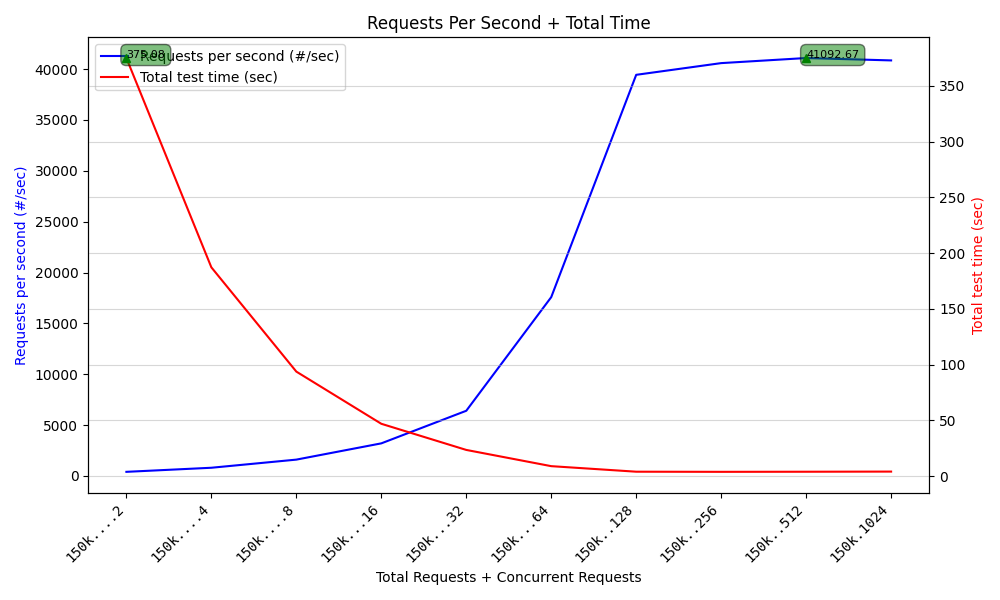 Requests Per Second + Total Time
375.08
Requests per second (#/sec)
Total test time (sec)
41092.67
40000
35000
30000
25000
20000
15000
10000
5000
0
Requests per second (#/sec)
350
300
250
200
150
100
50
0
Total test time (sec)
150k....2
150k....4
150k....8
150k...16
150k...32
150k...64
150k..128
150k..256
150k..512
150k.1024
Total Requests + Concurrent Requests